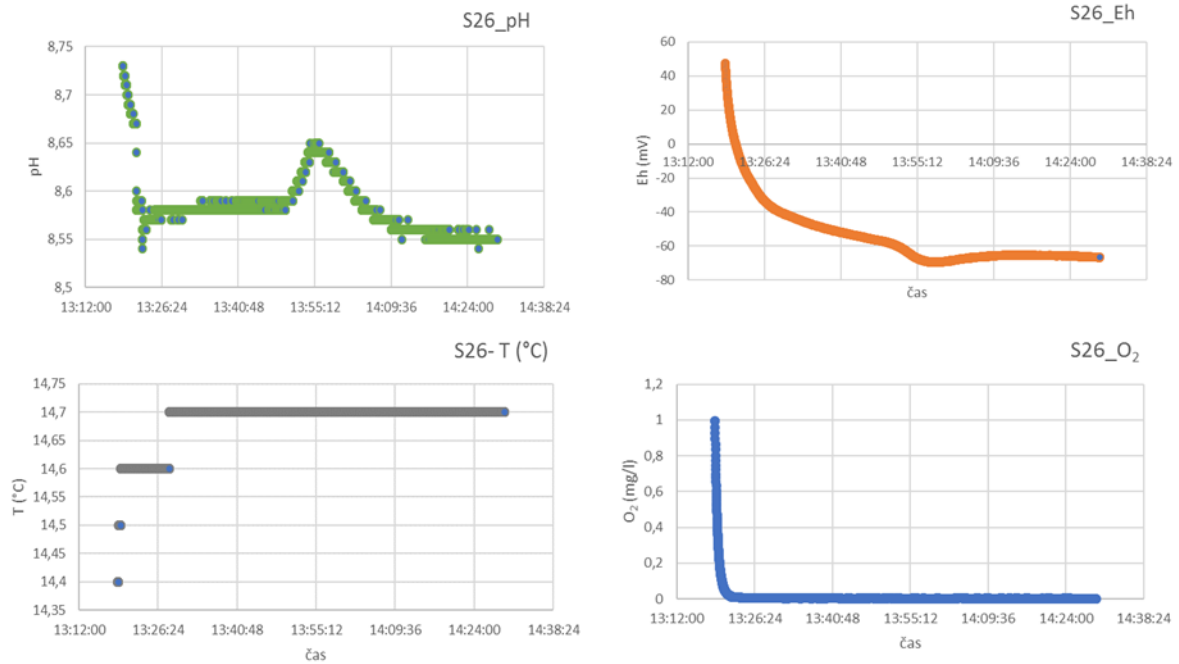 S26_pH
8,75
8,7
8,65
8,6
8,55
8,5
pH
13:12:00 13:26:24 13:40:48 13:55:12 14:09:36 14:24:00 14:38:24
S26_Eh
60
40
20
0
-20
-40
-60
-80
Eh (mV)
13:12:00 13:26:24 13:40:48 13:55:12 14:09:36 14:24:00 14:38:24
čas
S26- T (°C)
14,75
14,7
14,65
14,6
14,55
14,5
14,45
14,4
14,35
T (°C)
13:12:00 13:26:24 13:40:48 13:55:12 14:09:36 14:24:00 14:38:24
čas
S26_O₂
1,2
1
0,8
0,6
0,4
0,2
0
O₂ (mg/l)
13:12:00 13:26:24 13:40:48 13:55:12 14:09:36 14:24:00 14:38:24
čas